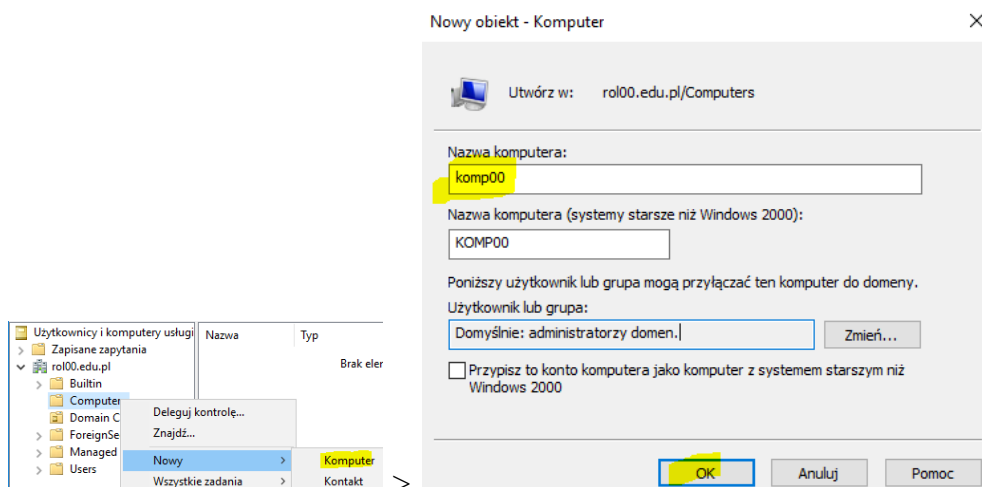 Użytkownicy i komputery usługi
Zapisane zapytania
rol00.edu.pl
Builtin
Computer
Domain C
ForeignSe
Managed
Users
Nazwa
Typ
Brak eler
Deleguj kontrolę...
Znajdź...
Nowy
Wszystkie zadania
Komputer
Kontakt
>
Nowy obiekt - Komputer
Utwórz w: rol00.edu.pl/Computers
Nazwa komputera:
komp00
Nazwa komputera (systemy starsze niż Windows 2000):
KOMP00
Poniższy użytkownik lub grupa mogą przyłączać ten komputer do domeny.
Użytkownik lub grupa:
Domyślnie: administratorzy domen.
Zmień...
Przypisz to konto komputera jako komputer z systemem starszym niż
Windows 2000
OK
Anuluj
Pomoc